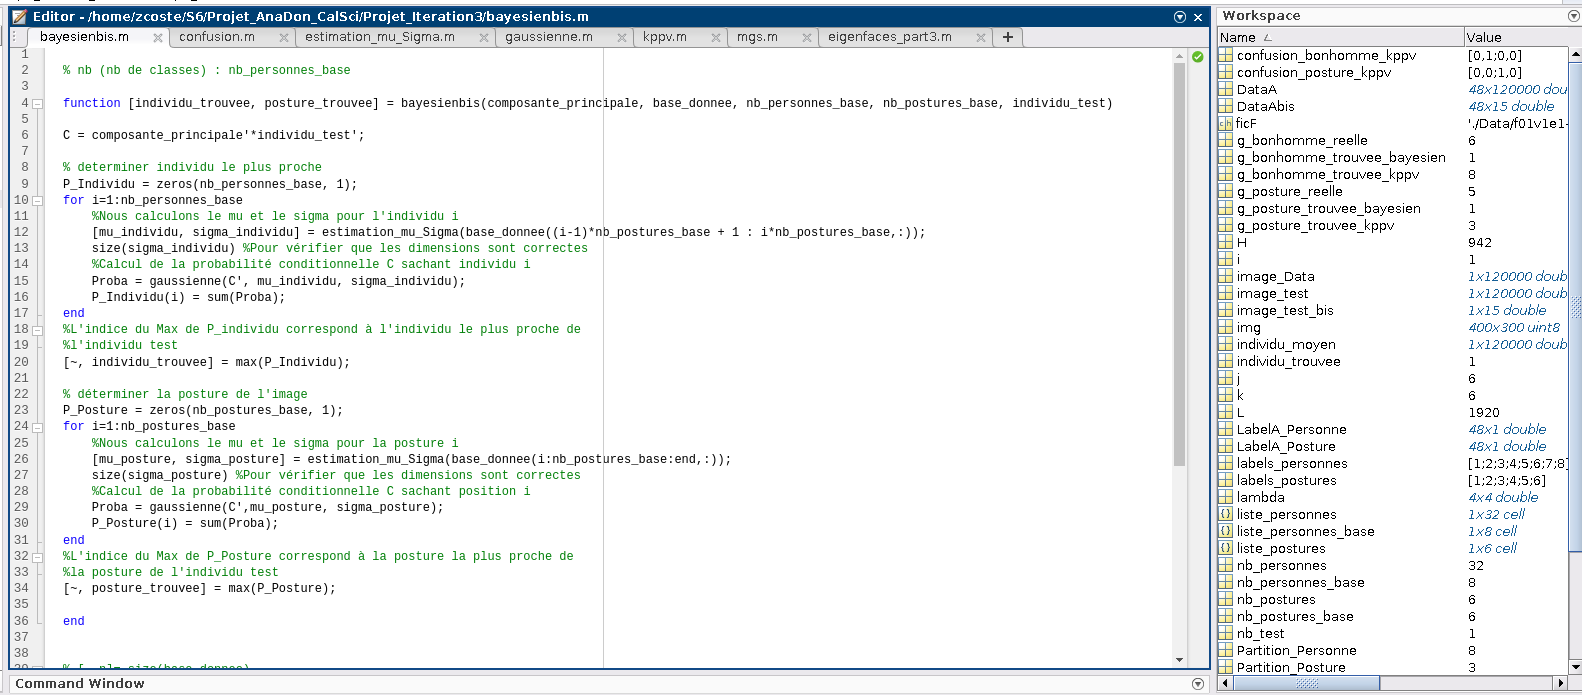 Editor - /home/zcoste/S6/Projet_AnaDon_CalSci/Projet_Iteration3/bayesienbis.m
bayesienbis.m
confusion.m
estimation_mu_Sigma.m
gaussienne.m
kppv.m
mgs.m
eigenfaces_part3.m
1
2 % nb (nb de classes) : nb_personnes_base
3
4 function [individu_trouvee, posture_trouvee] = bayesienbis(composante_principale, base_donnee, nb_personnes_base, nb_postures_base, individu_test)
5
6 C = composante_principale'*individu_test';
7
8 % determiner individu le plus proche
9 P_Individu = zeros(nb_personnes_base, 1);
10 for i=1:nb_personnes_base
11 %Nous calculons le mu et le sigma pour l'individu i
12 [mu_individu, sigma_individu] = estimation_mu_Sigma(base_donnee((i-1)*nb_postures_base + 1 : i*nb_postures_base,:));
13 size(sigma_individu) %Pour vérifier que les dimensions sont correctes
14 %Calcul de la probabilité conditionnelle C sachant individu i
15 Proba = gaussienne(C', mu_individu, sigma_individu);
16 P_Individu(i) = sum(Proba);
17 end
18 %L'indice du Max de P_individu correspond à l'individu le plus proche de
19 %l'individu test
20 [~, individu_trouvee] = max(P_Individu);
21
22 % déterminer la posture de l'image
23 P_Posture = zeros(nb_postures_base, 1);
24 for i=1:nb_postures_base
25 %Nous calculons le mu et le sigma pour la posture i
26 [mu_posture, sigma_posture] = estimation_mu_Sigma(base_donnee(i:nb_postures_base:end,:));
27 size(sigma_posture) %Pour vérifier que les dimensions sont correctes
28 %Calcul de la probabilité conditionnelle C sachant position i
29 Proba = gaussienne(C',mu_posture, sigma_posture);
30 P_Posture(i) = sum(Proba);
31 end
32 %L'indice du Max de P_Posture correspond à la posture la plus proche de
33 %la posture de l'individu test
34 [~, posture_trouvee] = max(P_Posture);
35
36 end
37
38
Command Window
Workspace
Name Value
confusion_bonhomme_kppv [0,1;0,0]
confusion_posture_kppv [0,0;1,0]
DataA 48x120000 dou
DataAbis 48x15 double
ficF './Data/f01v1e1-
g_bonhomme_reelle 6
g_bonhomme_trouvee_bayesien 1
g_bonhomme_trouvee_kppv 8
g_posture_reelle 5
g_posture_trouvee_bayesien 1
g_posture_trouvee_kppv 3
H 942
i 1
image_Data 1x120000 doub
image_test 1x120000 doub
image_test_bis 1x15 double
img 400x300 uint8
individu_moyen 1x120000 doub
individu_trouvee 1
j 6
k 6
L 1920
LabelA_Personne 48x1 double
LabelA_Posture 48x1 double
labels_personnes [1;2;3;4;5;6;7;8]
labels_postures [1;2;3;4;5;6]
lambda 4x4 double
liste_personnes 1x32 cell
liste_personnes_base 1x8 cell
liste_postures 1x6 cell
nb_personnes 32
nb_personnes_base 8
nb_postures 6
nb_postures_base 6
nb_test 1
Partition_Personne 8
Partition_Posture 3